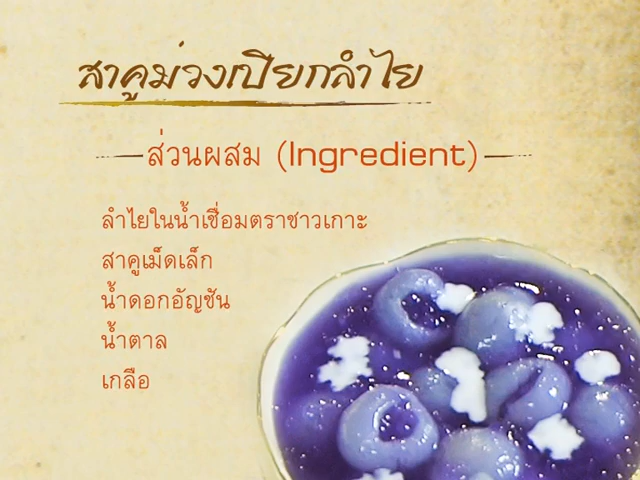 สาคูม่วงเปียกลำไย
ส่วนผสม (Ingredient)
ลำไยในน้ำเชื่อมตราชาวเกาะ
สาคูเม็ดเล็ก
น้ำดอกอัญชัน
น้ำตาล
เกลือ